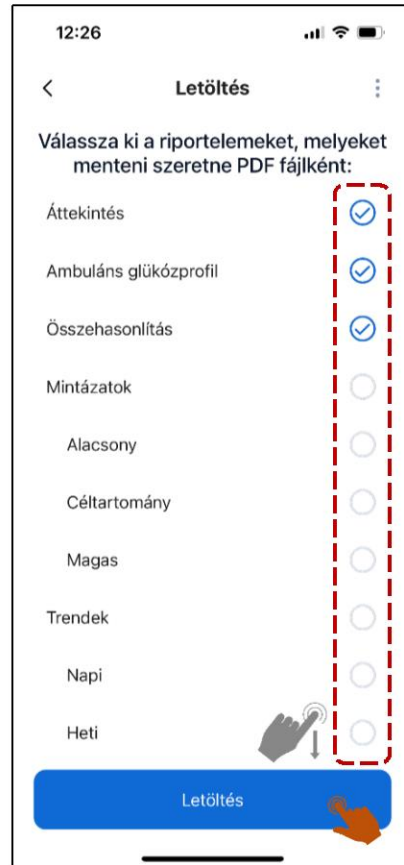 12:26
Letöltés
Válassza ki a riportelemeket, melyeket
menteni szeretne PDF fájlként:
Áttekintés
Ambuláns glükózprofil
Összehasonlítás
Mintázatok
Alacsony
Céltartomány
Magas
Trendek
Napi
Heti
Letöltés